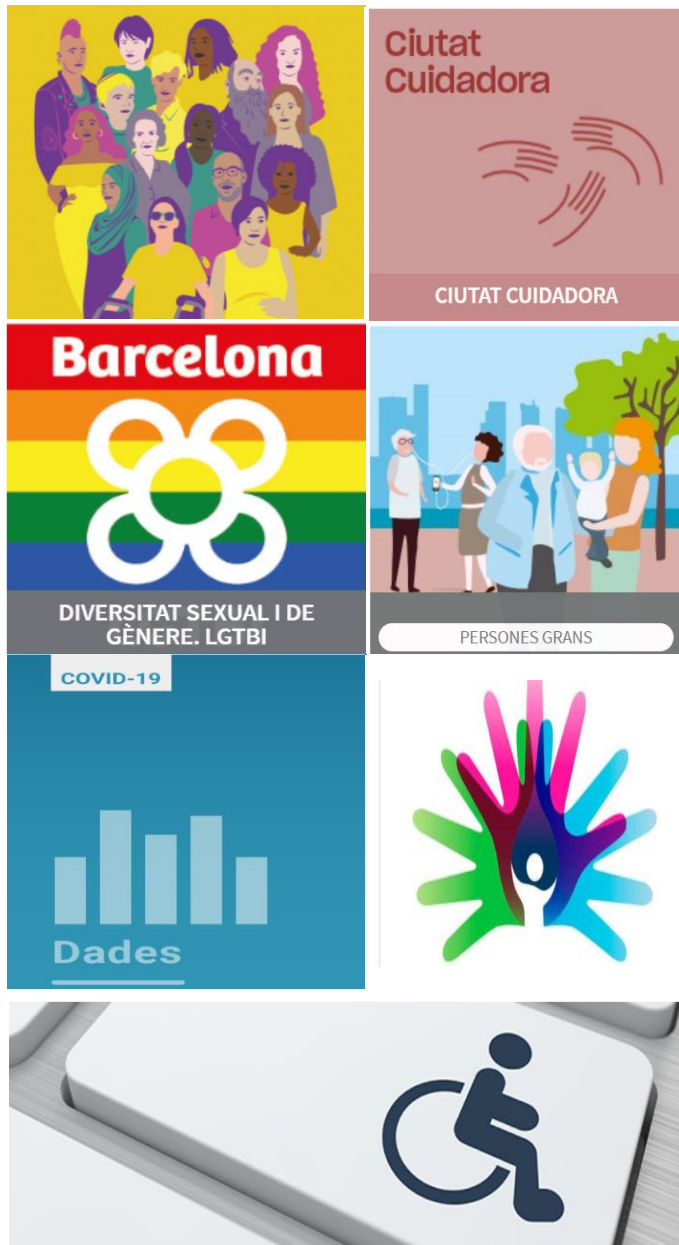 Ciutat
Cuidadora
CIUTAT CUIDADORA
Barcelona
DIVERSITAT SEXUAL I DE
GÈNERE. LGTBI
PERSONES GRANS
COVID-19
Dades